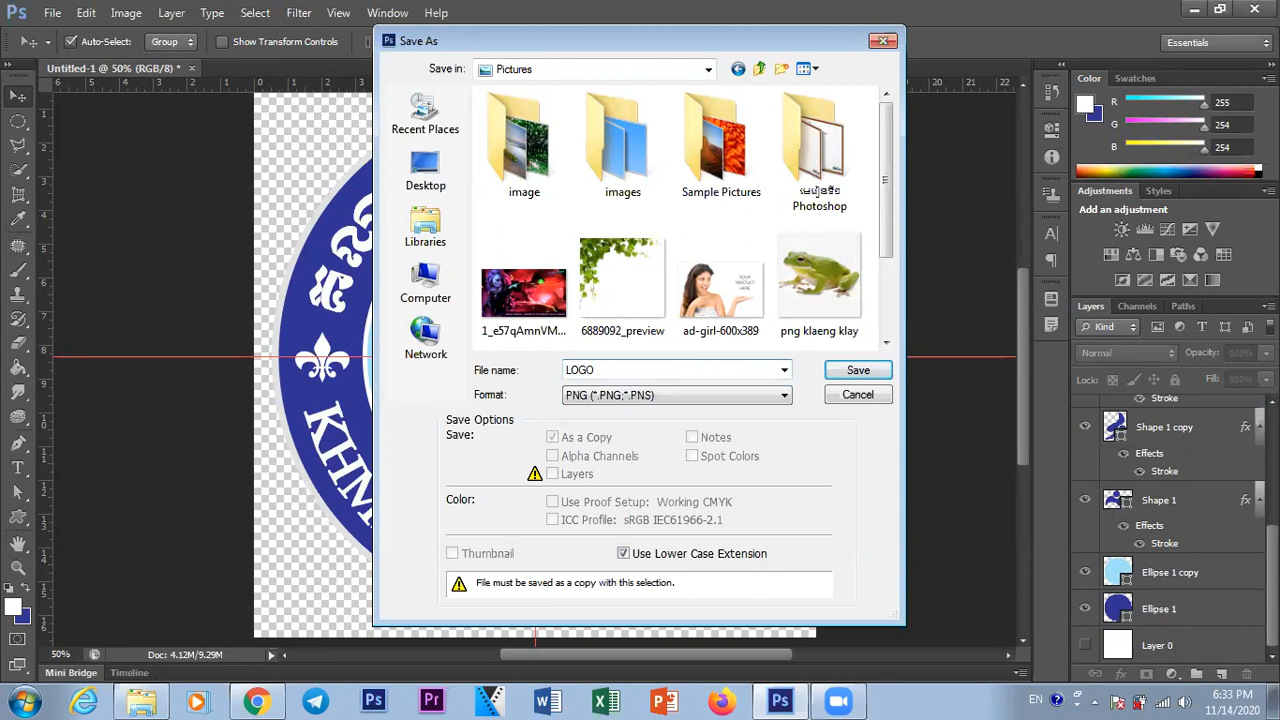 Ps File Edit Image Layer Type Select Filter View Window Help
Auto-Select: Group Show Transform Controls Essentials
Untitled-1 @ 50% (RGB/8) * ×
Save As
Save in: Pictures
Recent Places
Desktop
Libraries
Computer
Network
image images Sample Pictures
Photoshop
1_e57qAmnVM... 6889092_preview ad-girl-600x389 png klaeng klay
YOUR PRODUCT HERE
File name: LOGO Save
Format: PNG (*.PNG;*.PNS) Cancel
Save Options
Save: As a Copy Notes
Alpha Channels Spot Colors
Layers
Color: Use Proof Setup: Working CMYK
ICC Profile: sRGB IEC61966-2.1
Thumbnail Use Lower Case Extension
File must be saved as a copy with this selection.
KHM
Color Swatches
R 255
G 254
B 254
Adjustments Styles
Add an adjustment
Layers Channels Paths
Kind
Normal Opacity:
Lock: Fill:
Stroke
Shape 1 copy fx
Effects
Stroke
Shape 1 fx
Effects
Stroke
Ellipse 1 copy
Ellipse 1
Layer 0
50% Doc: 4.12M/9.29M
Mini Bridge Timeline
EN 6:33 PM
11/14/2020